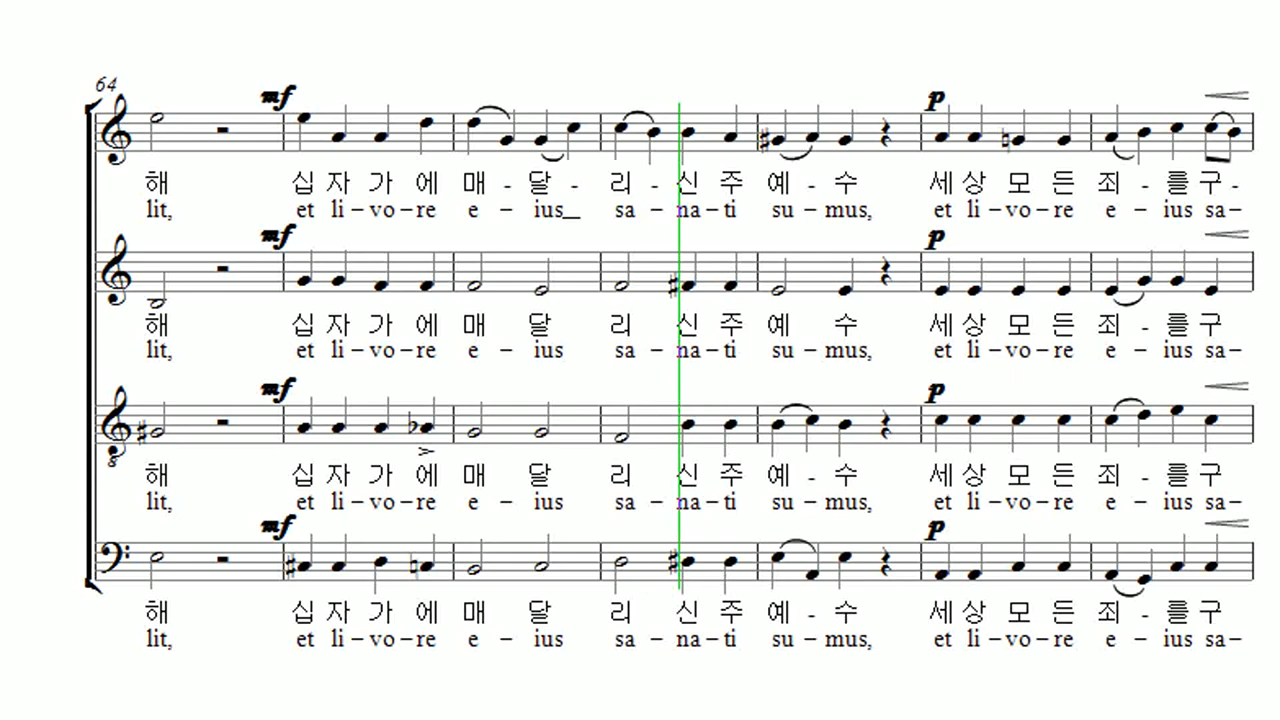 64
mf p
해 십 자 가 에 매 - 달 - 리 - 신 주 예 - 수 세 상 모 든 죄 - 를 구 -
lit, et li – vo – re e – ius_ sa – na – ti su – mus, et li – vo – re e – ius sa –
mf p
해 십 자 가 에 매 달 리 신 주 예 수 세 상 모 든 죄 - 를 구
lit, et li – vo – re e – ius sa – na – ti su – mus, et li – vo – re e – ius sa –
mf p
8
해 십 자 가 에 매 달 리 신 주 예 - 수 세 상 모 든 죄 - 를 구
lit, et li – vo – re e – ius sa – na – ti su – mus, et li – vo – re e – ius sa –
mf p
해 십 자 가 에 매 달 리 신 주 예 - 수 세 상 모 든 죄 - 를 구
lit, et li – vo – re e – ius sa – na – ti su – mus, et li – vo – re e – ius sa –